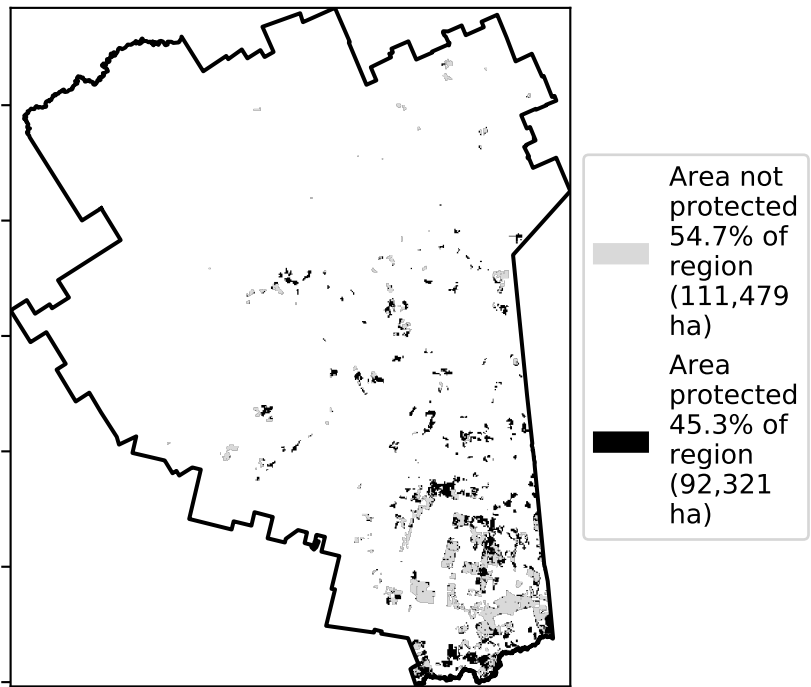 Area not
protected
54.7% of
region
(111,479
ha)
Area
protected
45.3% of
region
(92,321
ha)